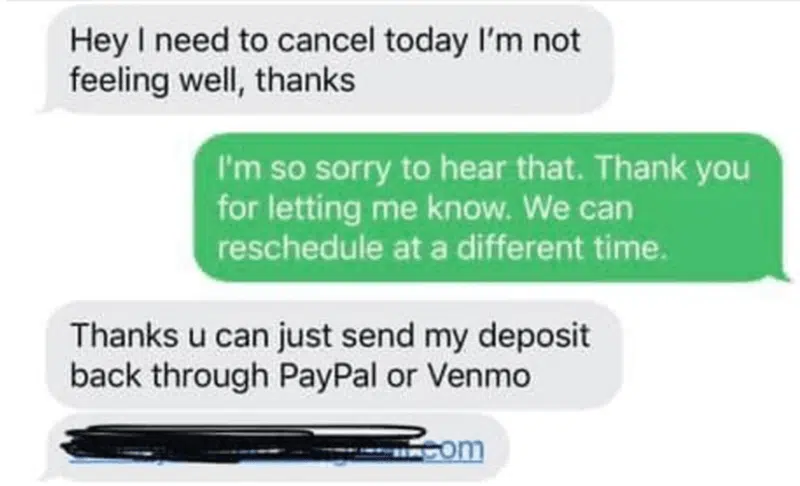 Hey I need to cancel today I'm not
feeling well, thanks
I'm so sorry to hear that. Thank you
for letting me know. We can
reschedule at a different time.
Thanks u can just send my deposit
back through PayPal or Venmo
.com